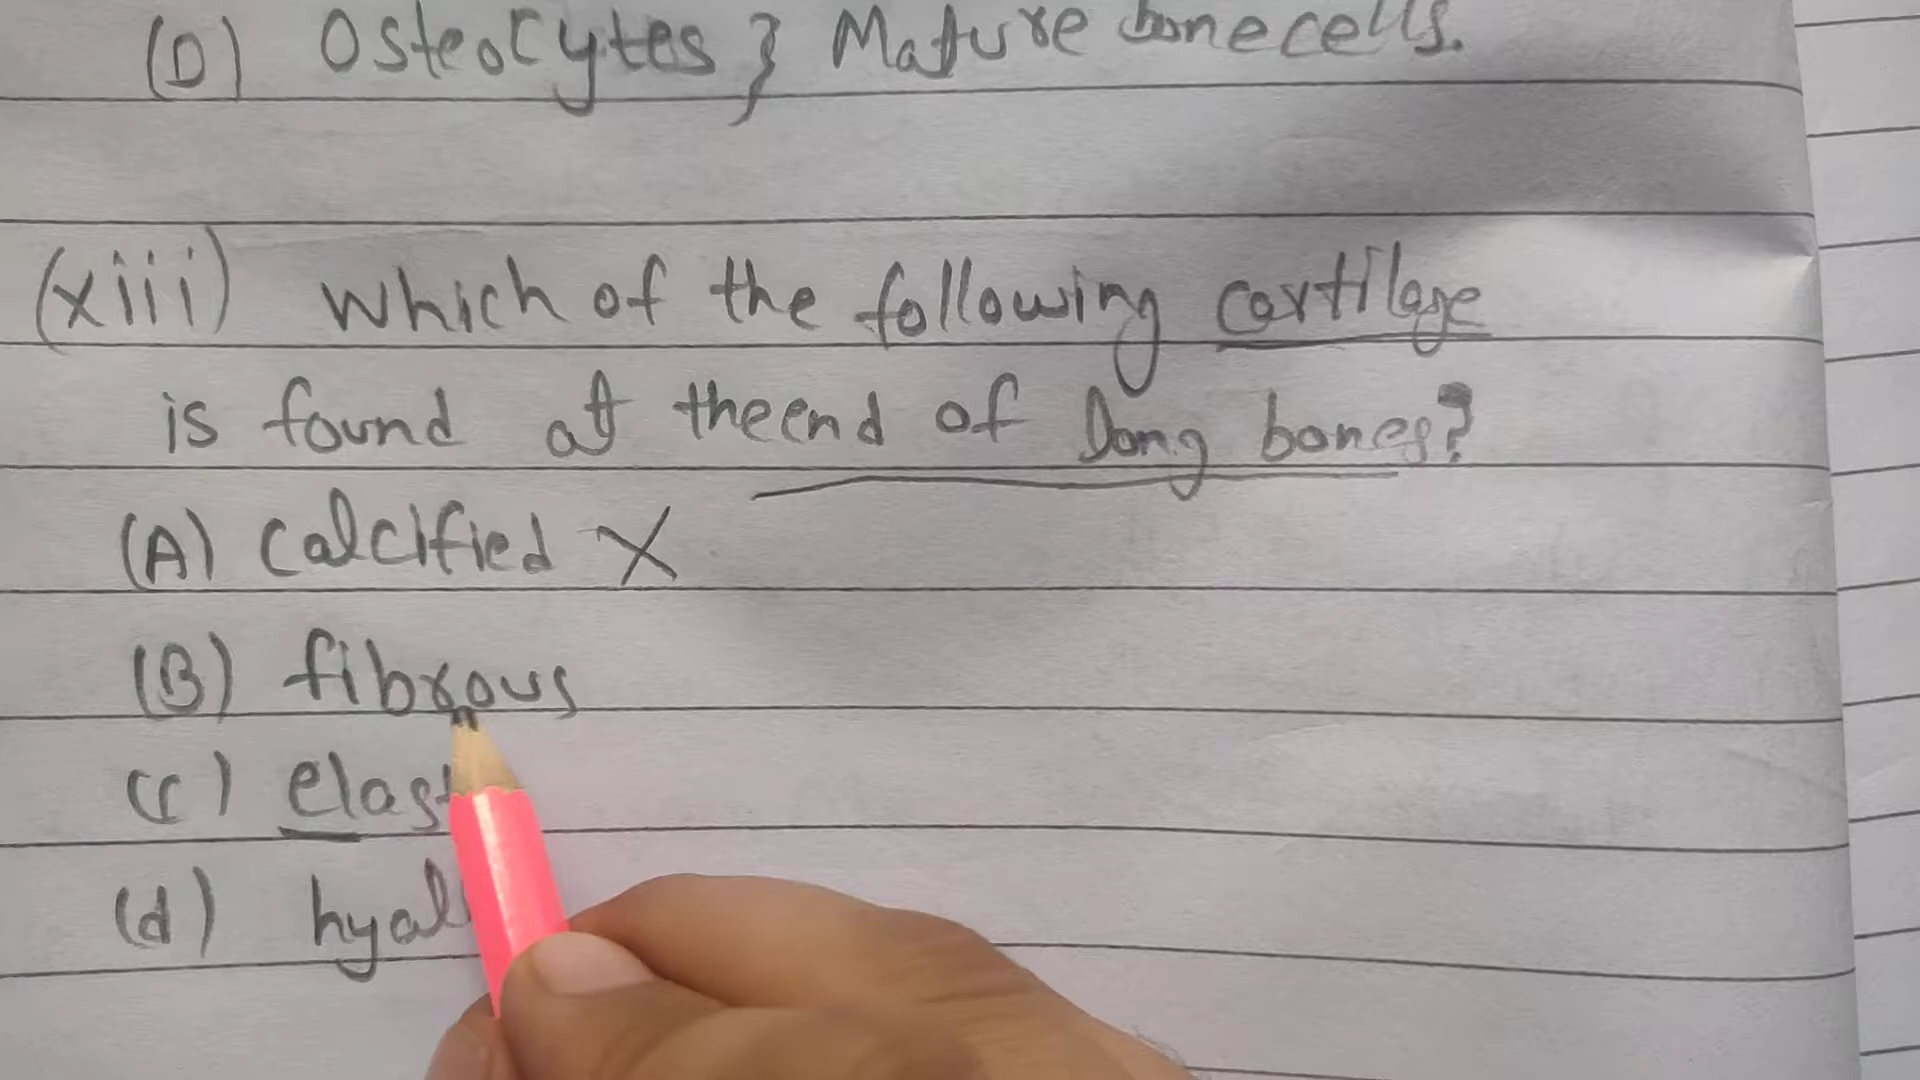 (D) Osteocytes } Mature bone cells.
(xiii) which of the following cartilage
is found at the end of long bones?
(A) calcified X
(B) fibrous
(c) elast
(d) hyal